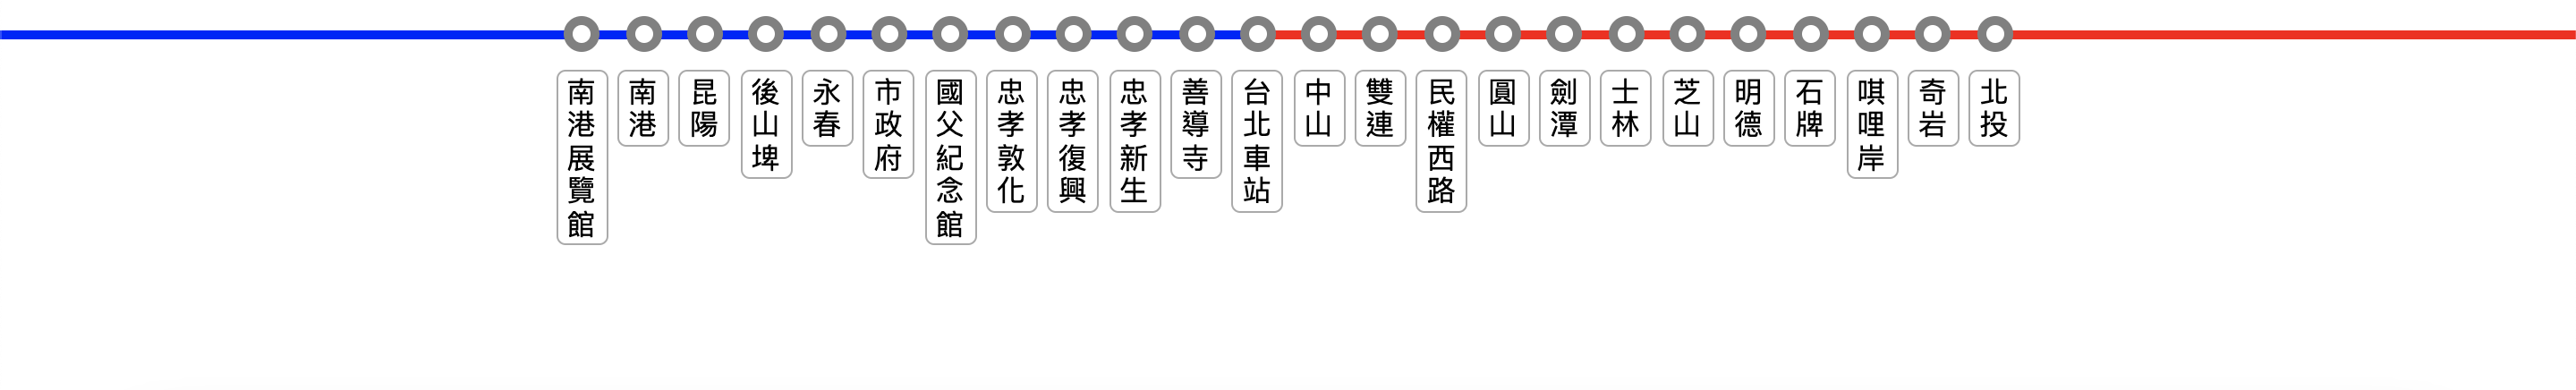 南港展覽館
南港
昆陽
後山埤
永春
市政府
國父紀念館
忠孝敦化
忠孝復興
忠孝新生
善導寺
台北車站
中山
雙連
民權西路
圓山
劍潭
士林
芝山
明德
石牌
唭哩岸
奇岩
北投